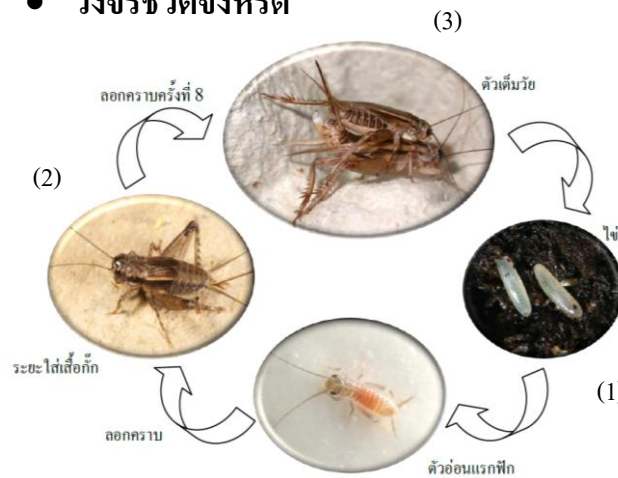 (3)
ลอกคราบครั้งที่ 8
ตัวเต็มวัย
(2)
ไข่
ระยะใส่เสื้อกั๊ก
(1)
ลอกคราบ
ตัวอ่อนแรกฟัก